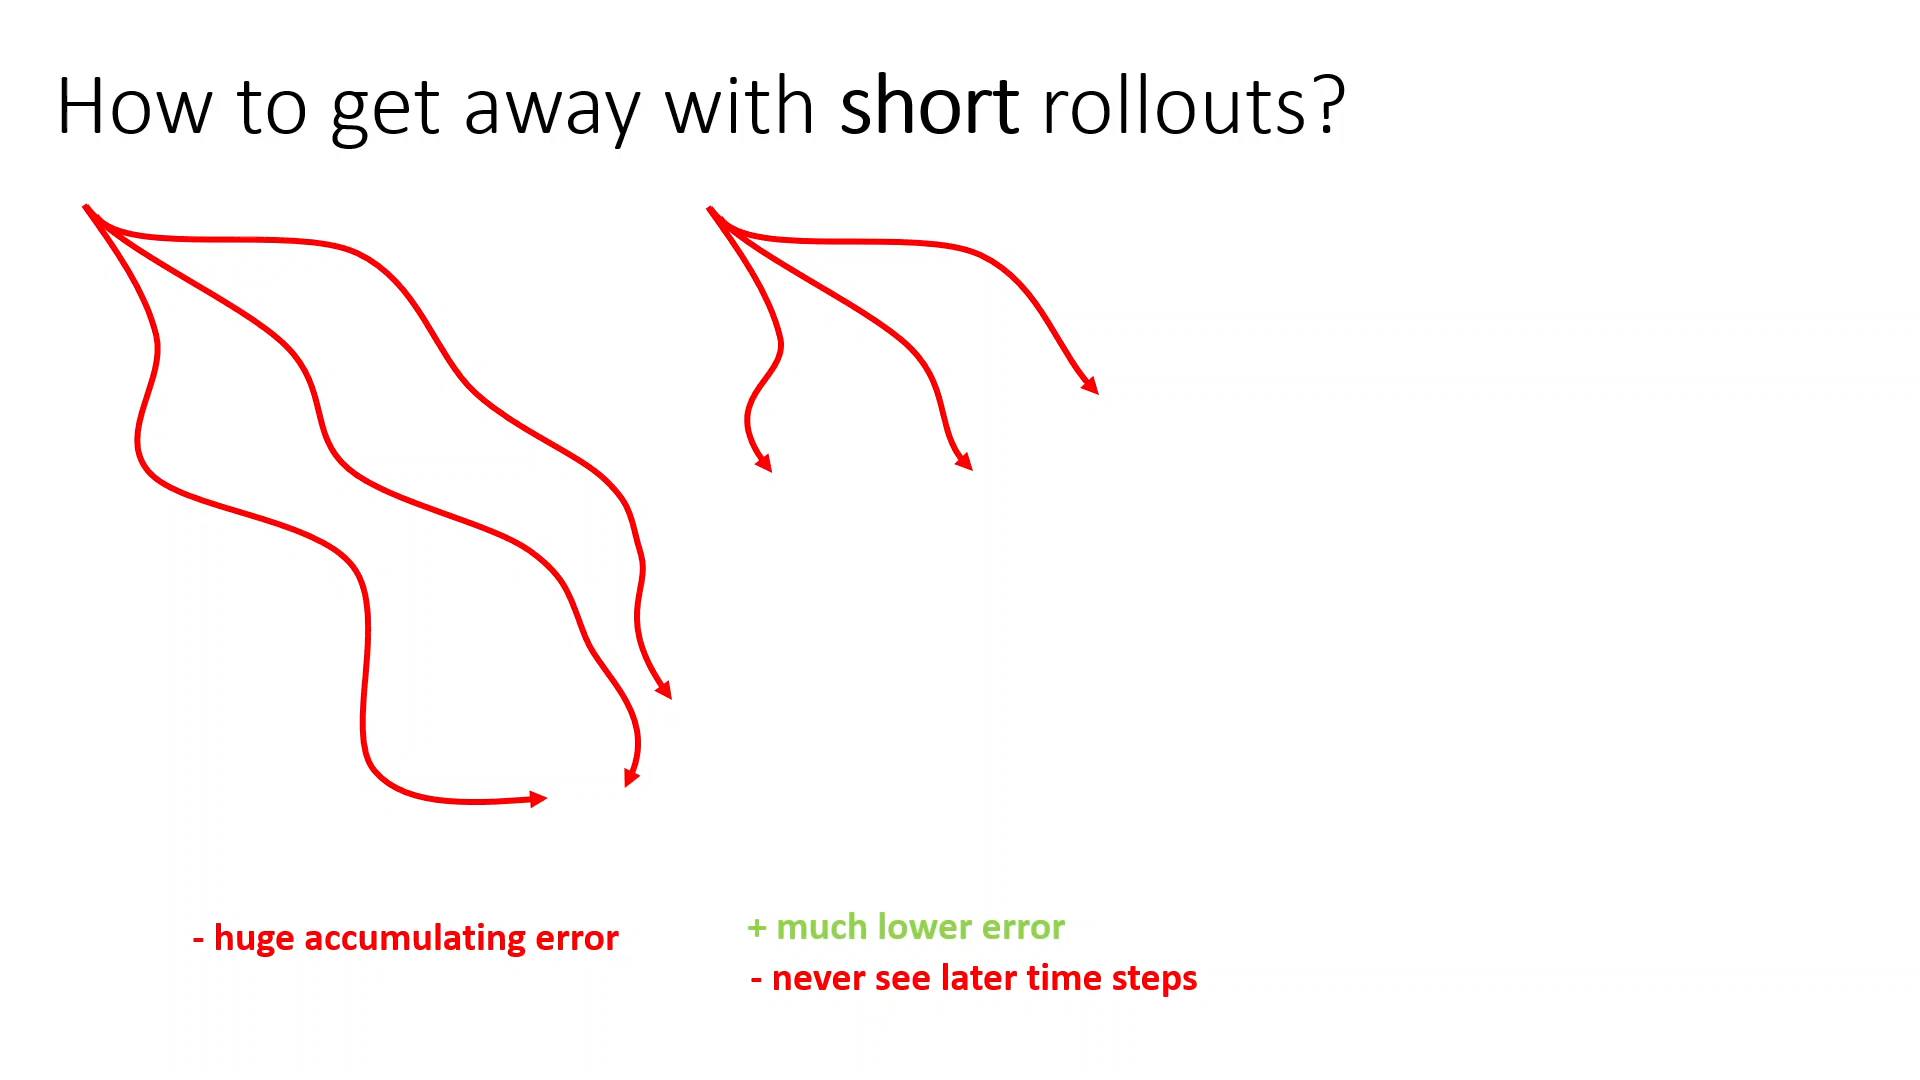 How to get away with short rollouts?
- huge accumulating error
+ much lower error
- never see later time steps